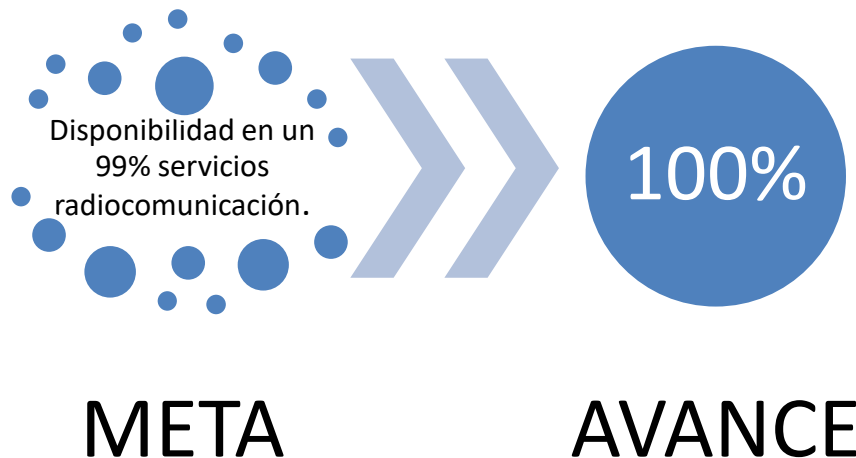 Disponibilidad en un
99% servicios
radiocomunicación.
100%
META
AVANCE